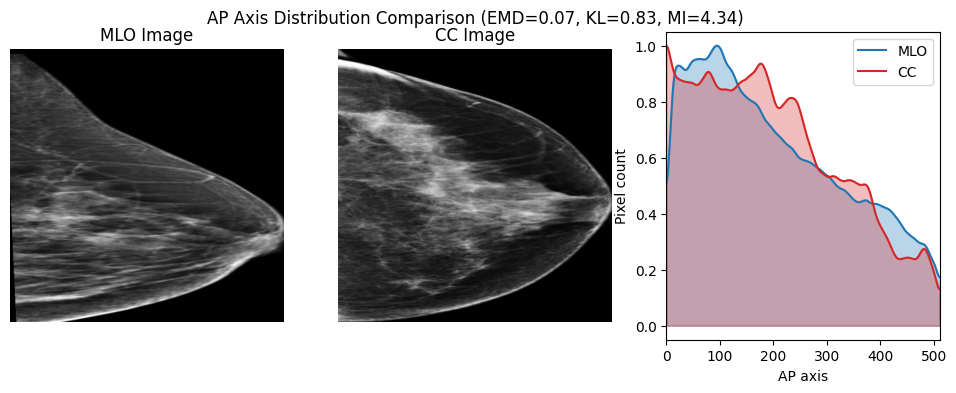 AP Axis Distribution Comparison (EMD=0.07, KL=0.83, MI=4.34)
MLO Image
CC Image
MLO
CC
Pixel count
1.0
0.8
0.6
0.4
0.2
0.0
0 100 200 300 400 500
AP axis